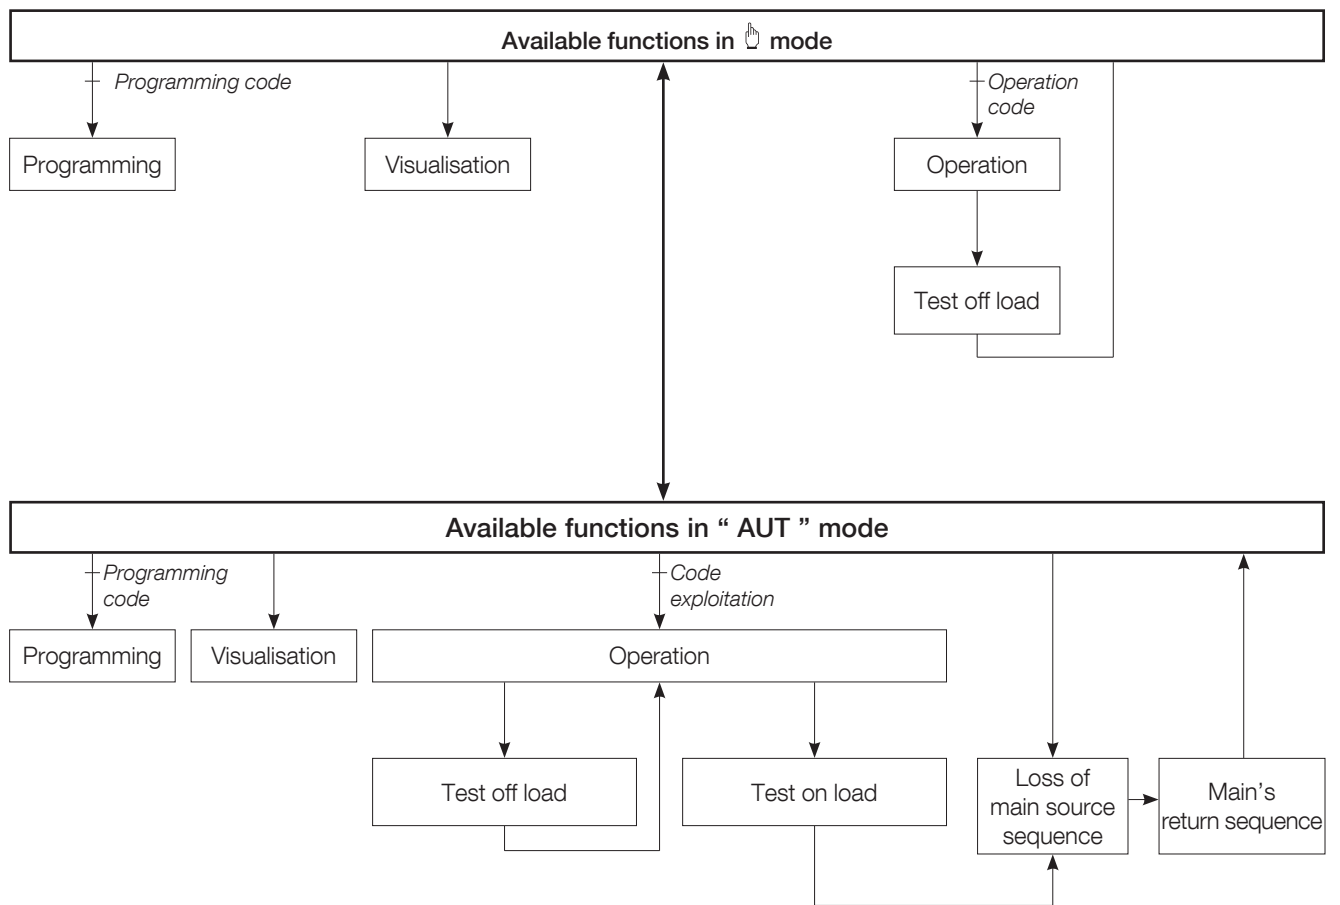 Available functions in mode
Programming code
Operation
code
Programming
Visualisation
Operation
Test off load
Available functions in “ AUT ” mode
Programming
code
Code
exploitation
Programming
Visualisation
Operation
Test off load
Test on load
Loss of
main source
sequence
Main’s
return sequence